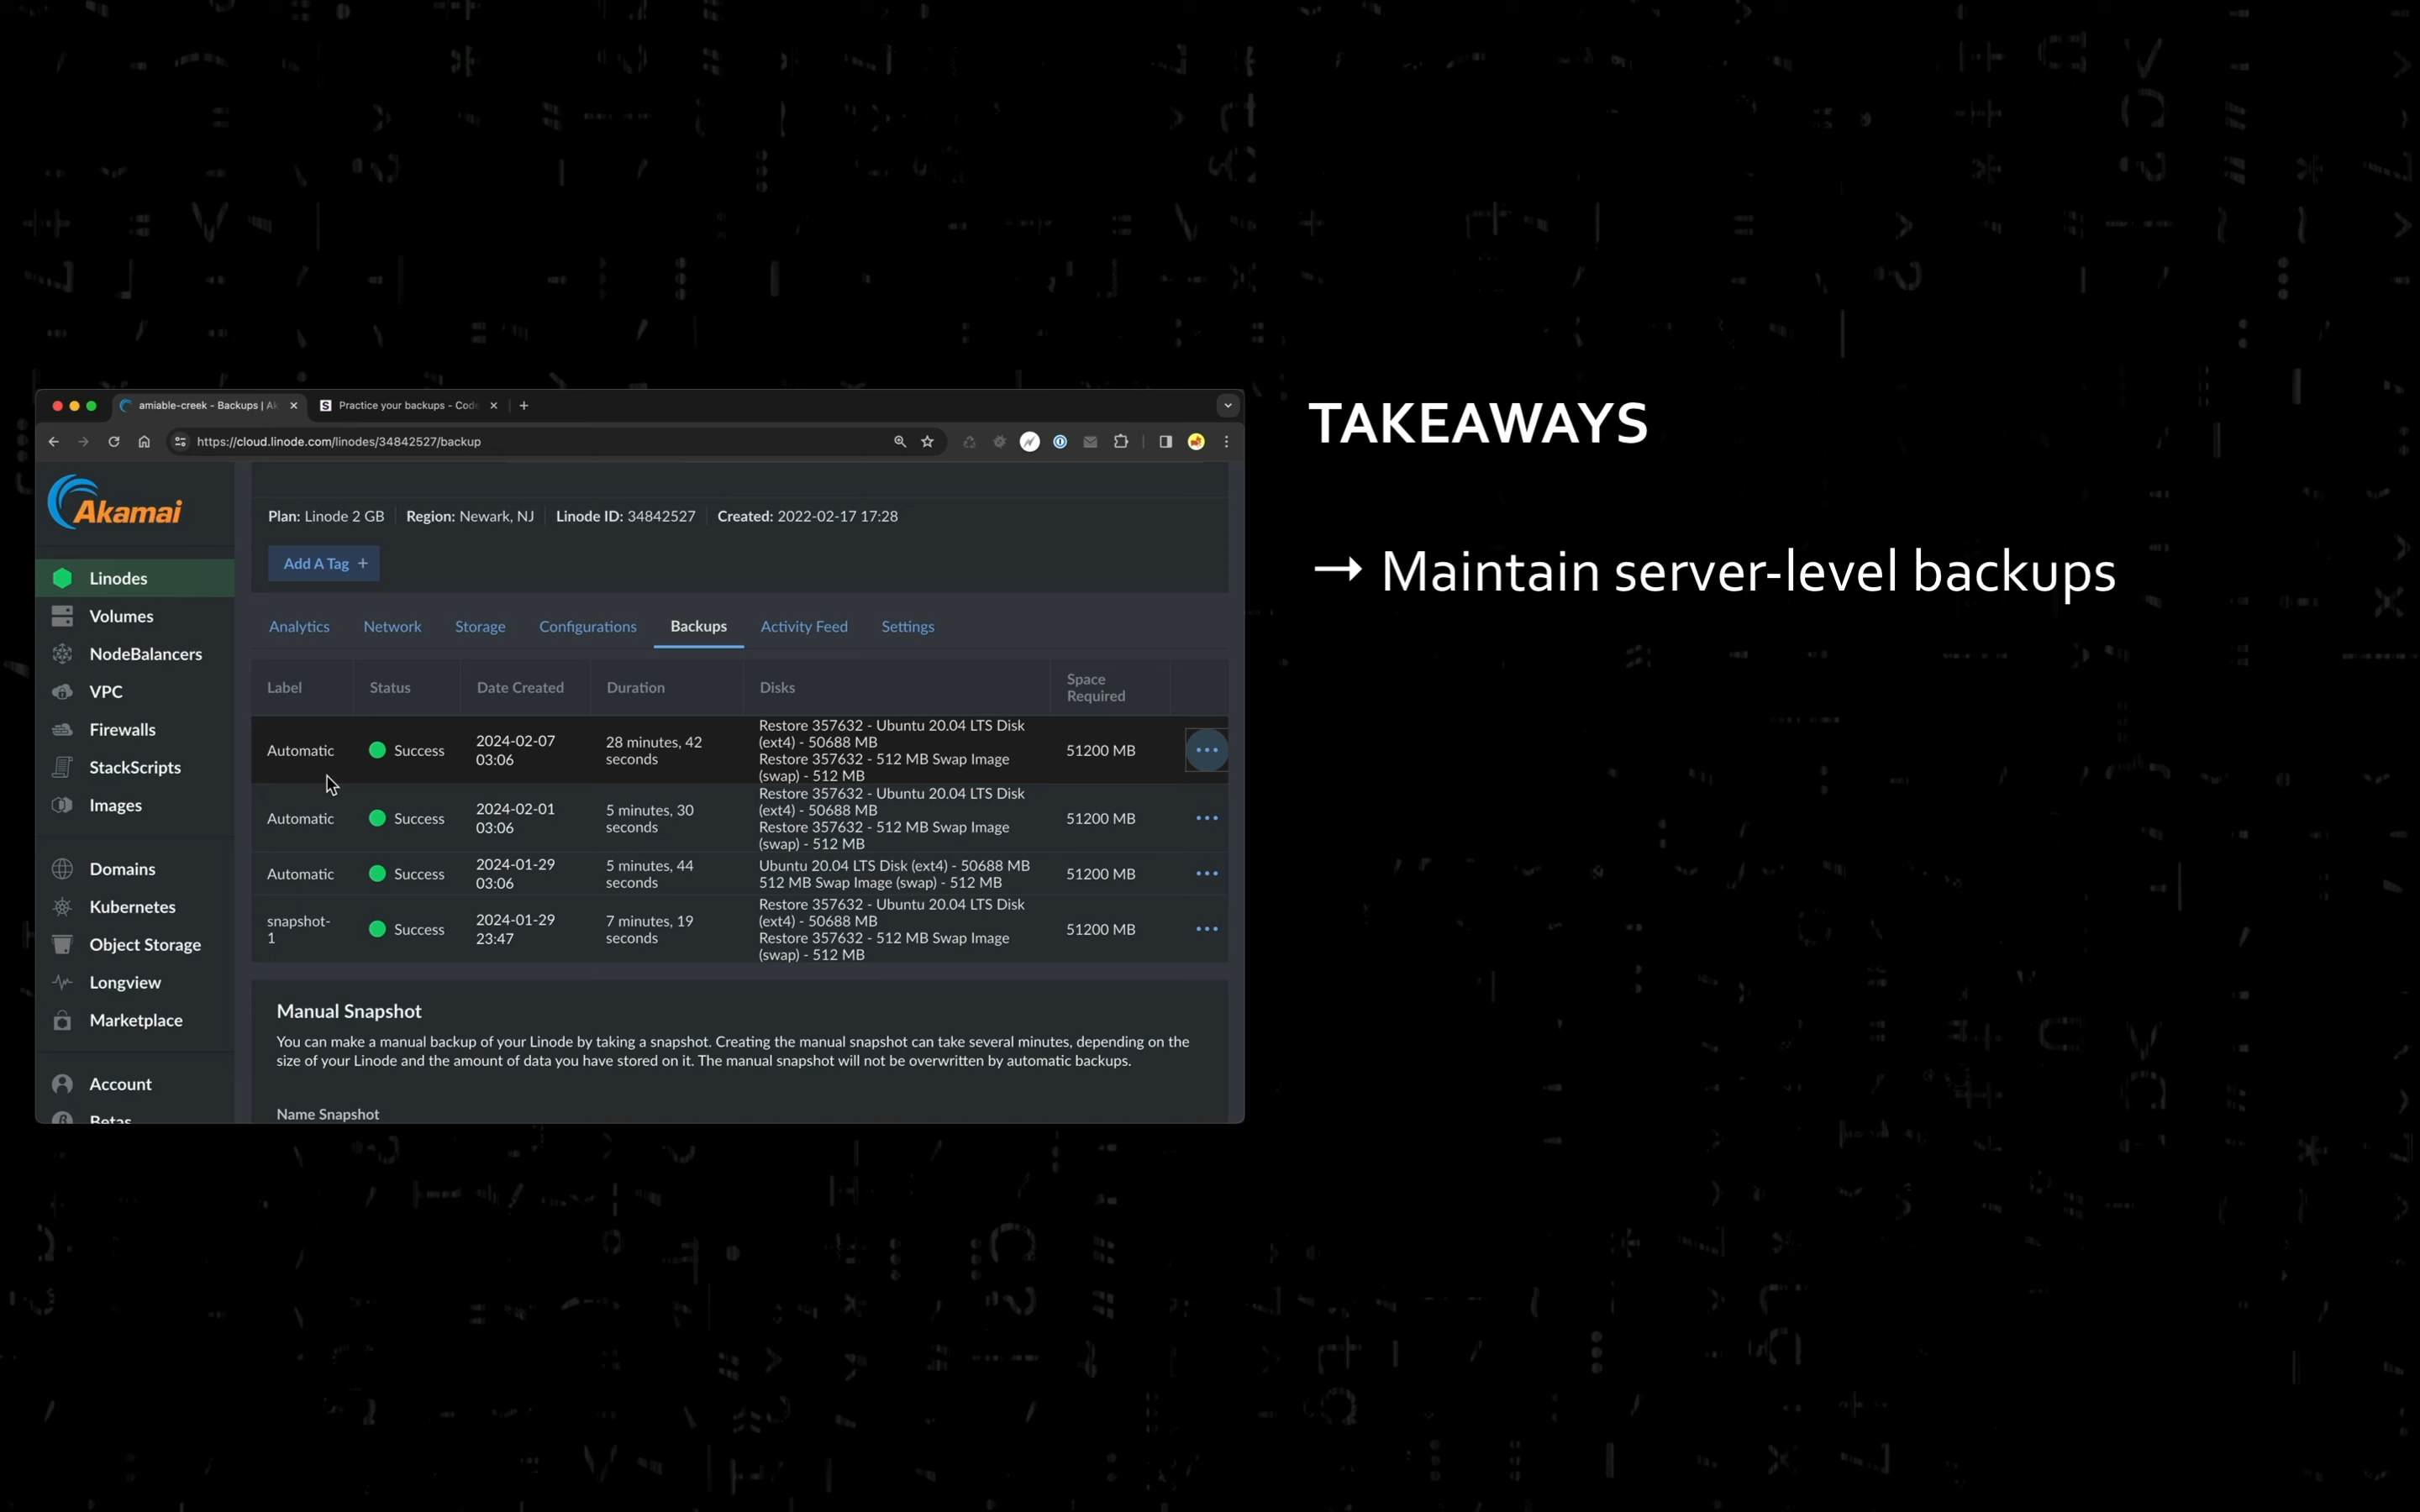 amiable-creek - Backups | Ak
Practice your backups - Code
https://cloud.linode.com/linodes/34842527/backup
Akamai
Linodes
Volumes
NodeBalancers
VPC
Firewalls
StackScripts
Images
Domains
Kubernetes
Object Storage
Longview
Marketplace
Account
Betas
Plan: Linode 2 GB Region: Newark, NJ Linode ID: 34842527 Created: 2022-02-17 17:28
Add A Tag +
Analytics Network Storage Configurations Backups Activity Feed Settings
Label Status Date Created Duration Disks Space
Required
Automatic Success 2024-02-07
03:06
28 minutes, 42
seconds
Restore 357632 - Ubuntu 20.04 LTS Disk
(ext4) - 50688 MB
Restore 357632 - 512 MB Swap Image
(swap) - 512 MB
51200 MB
Automatic Success 2024-02-01
03:06
5 minutes, 30
seconds
Restore 357632 - Ubuntu 20.04 LTS Disk
(ext4) - 50688 MB
Restore 357632 - 512 MB Swap Image
(swap) - 512 MB
51200 MB
Automatic Success 2024-01-29
03:06
5 minutes, 44
seconds
Ubuntu 20.04 LTS Disk (ext4) - 50688 MB
512 MB Swap Image (swap) - 512 MB
51200 MB
snapshot-
1
Success 2024-01-29
23:47
7 minutes, 19
seconds
Restore 357632 - Ubuntu 20.04 LTS Disk
(ext4) - 50688 MB
Restore 357632 - 512 MB Swap Image
(swap) - 512 MB
51200 MB
Manual Snapshot
You can make a manual backup of your Linode by taking a snapshot. Creating the manual snapshot can take several minutes, depending on the
size of your Linode and the amount of data you have stored on it. The manual snapshot will not be overwritten by automatic backups.
Name Snapshot
TAKEAWAYS
→ Maintain server-level backups